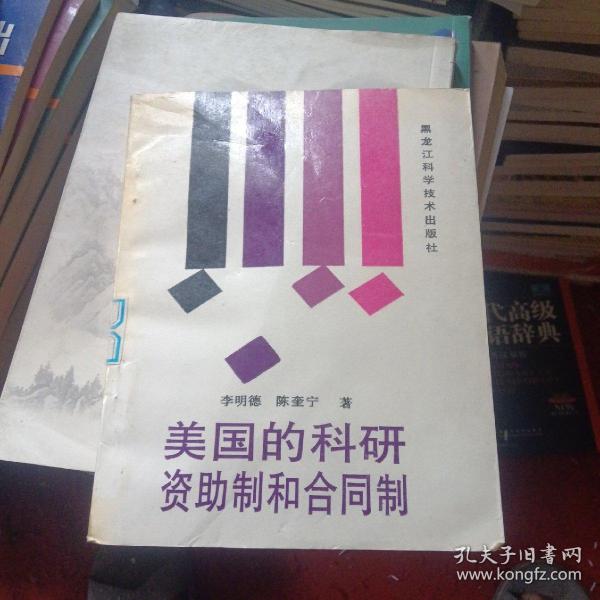 黑龙江科学技术出版社
李明德 陈奎宁 著
美国的科研
资助制和合同制
代高级
语辞典
孔夫子旧书网
www.kongfz.com